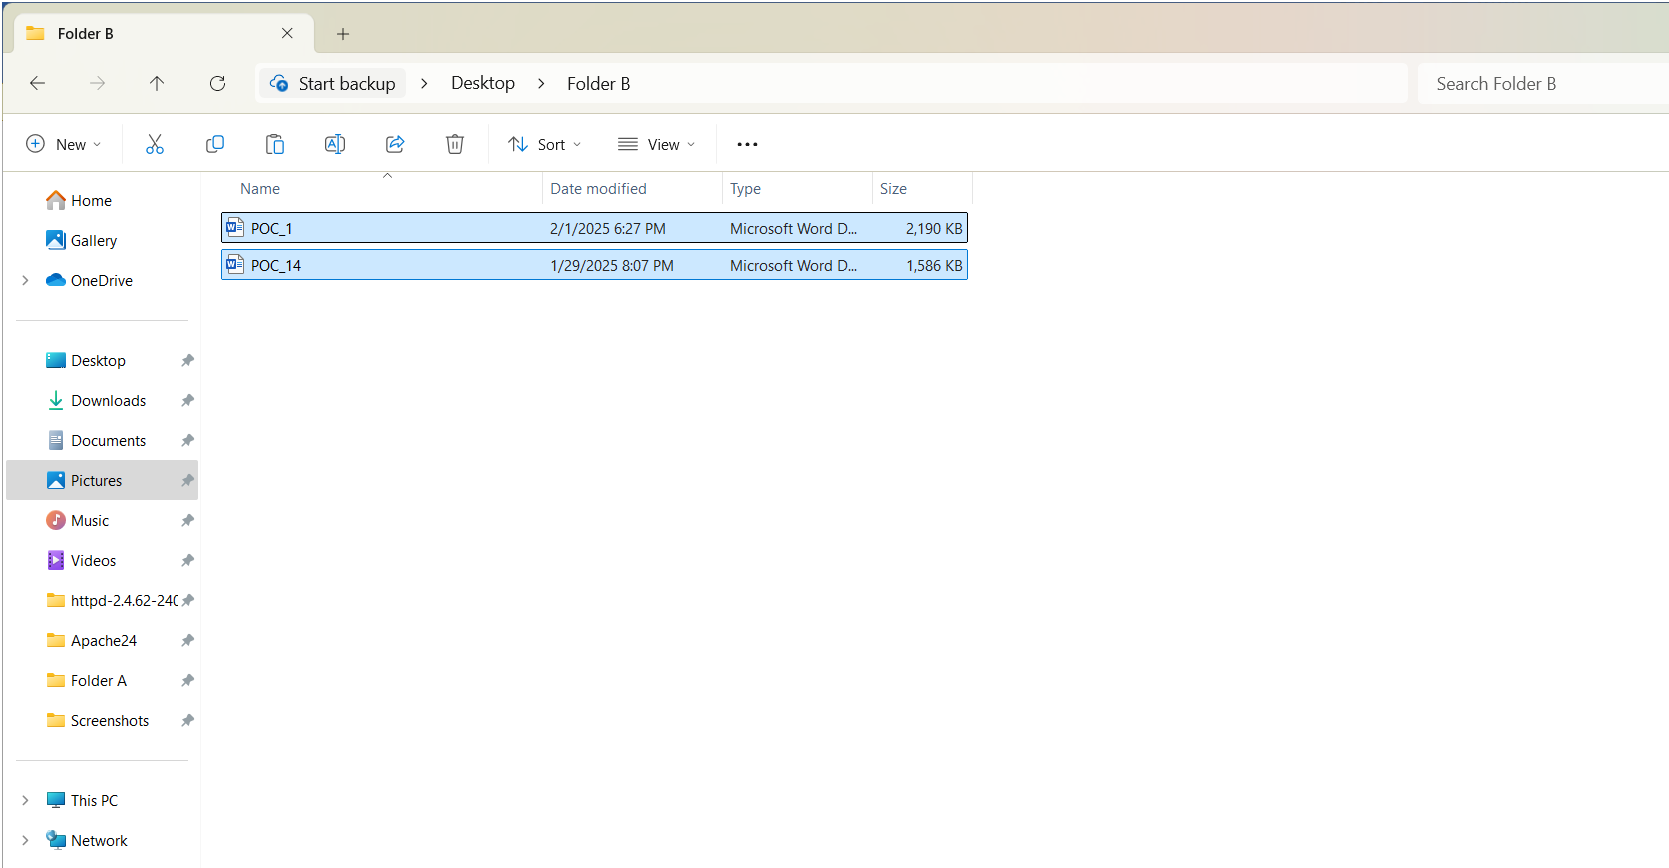 Folder B
Start backup > Desktop > Folder B
Search Folder B
New
Sort
View
Name Date modified Type Size
POC_1 2/1/2025 6:27 PM Microsoft Word D... 2,190 KB
POC_14 1/29/2025 8:07 PM Microsoft Word D... 1,586 KB
Home
Gallery
OneDrive
Desktop
Downloads
Documents
Pictures
Music
Videos
httpd-2.4.62-240
Apache24
Folder A
Screenshots
This PC
Network